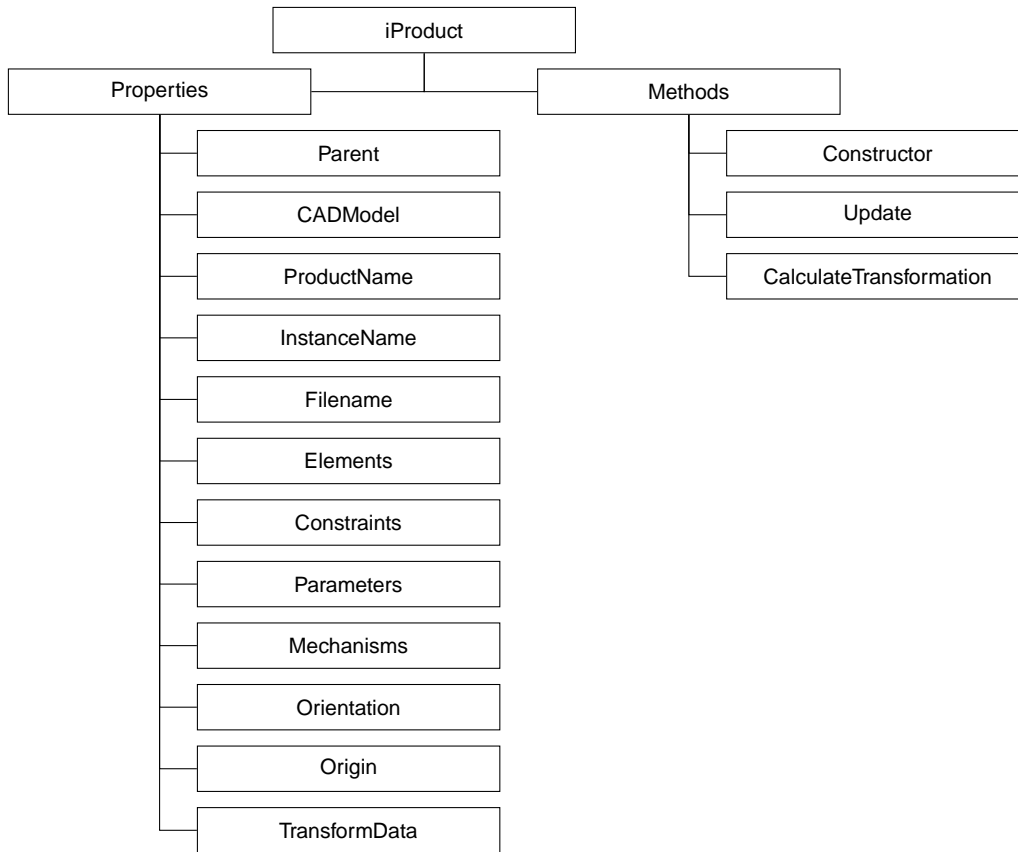 iProduct
Properties
Methods
Parent
CADModel
ProductName
InstanceName
Filename
Elements
Constraints
Parameters
Mechanisms
Orientation
Origin
TransformData
Constructor
Update
CalculateTransformation